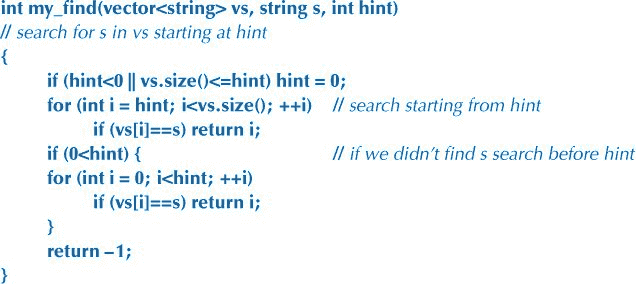 int my_find(vector<string> vs, string s, int hint)
// search for s in vs starting at hint
{
if (hint<0 || vs.size()<=hint) hint = 0;
for (int i = hint; i<vs.size(); ++i) // search starting from hint
if (vs[i]==s) return i;
if (0<hint) { // if we didn’t find s search before hint
for (int i = 0; i<hint; ++i)
if (vs[i]==s) return i;
}
return –1;
}